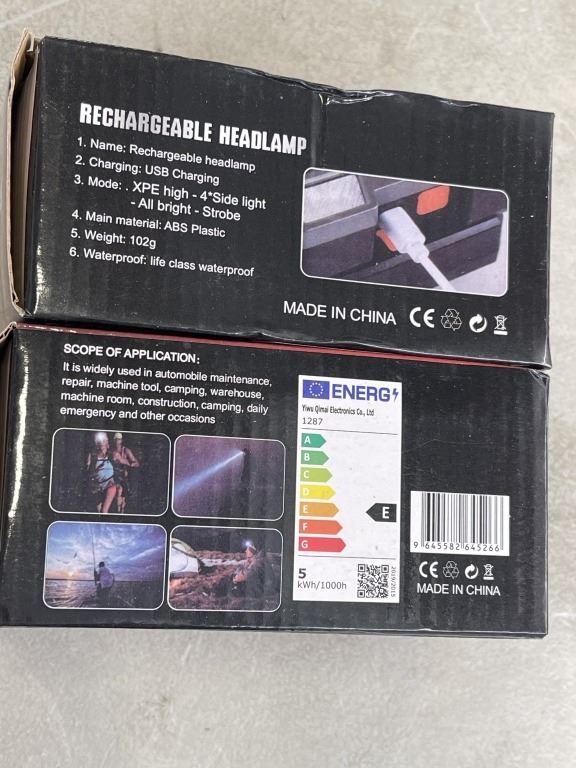 RECHARGEABLE HEADLAMP
1. Name: Rechargeable headlamp
2. Charging: USB Charging
3. Mode: . XPE high - 4*Side light
- All bright - Strobe
4. Main material: ABS Plastic
5. Weight: 102g
6. Waterproof: life class waterproof
MADE IN CHINA CE
SCOPE OF APPLICATION:
It is widely used in automobile maintenance,
repair, machine tool, camping, warehouse,
machine room, construction, camping, daily
emergency and other occasions
ENERG
Yiwu Qimai Electronics Co., Ltd
1287
A
B
C
D
E
F
G
E
5
kWh/1000h
2019/2015
9 645582 645266
CE
MADE IN CHINA